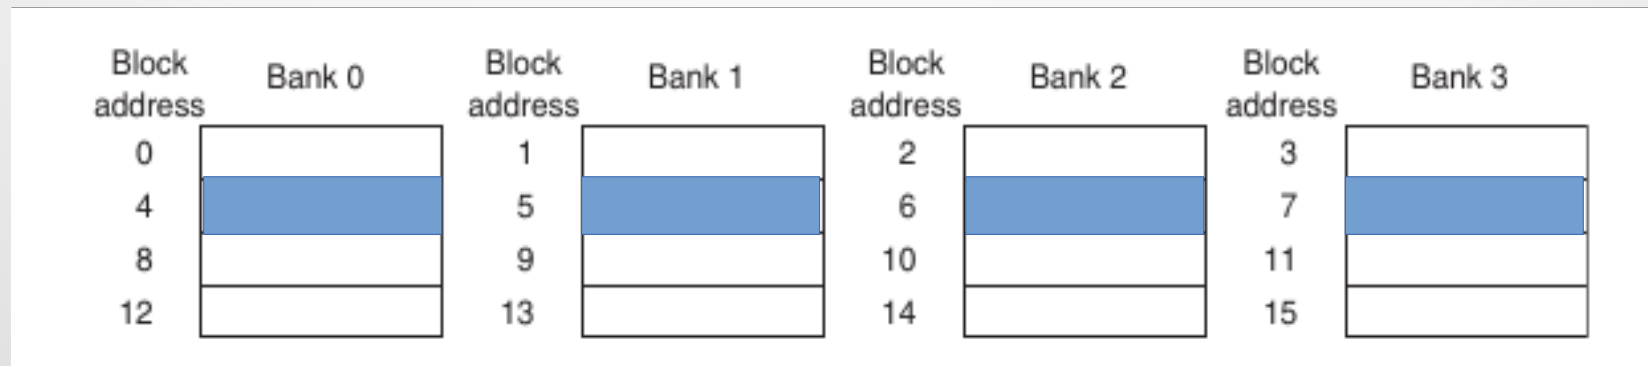 Block address Bank 0 Block address Bank 1 Block address Bank 2 Block address Bank 3
0 1 2 3
4 5 6 7
8 9 10 11
12 13 14 15